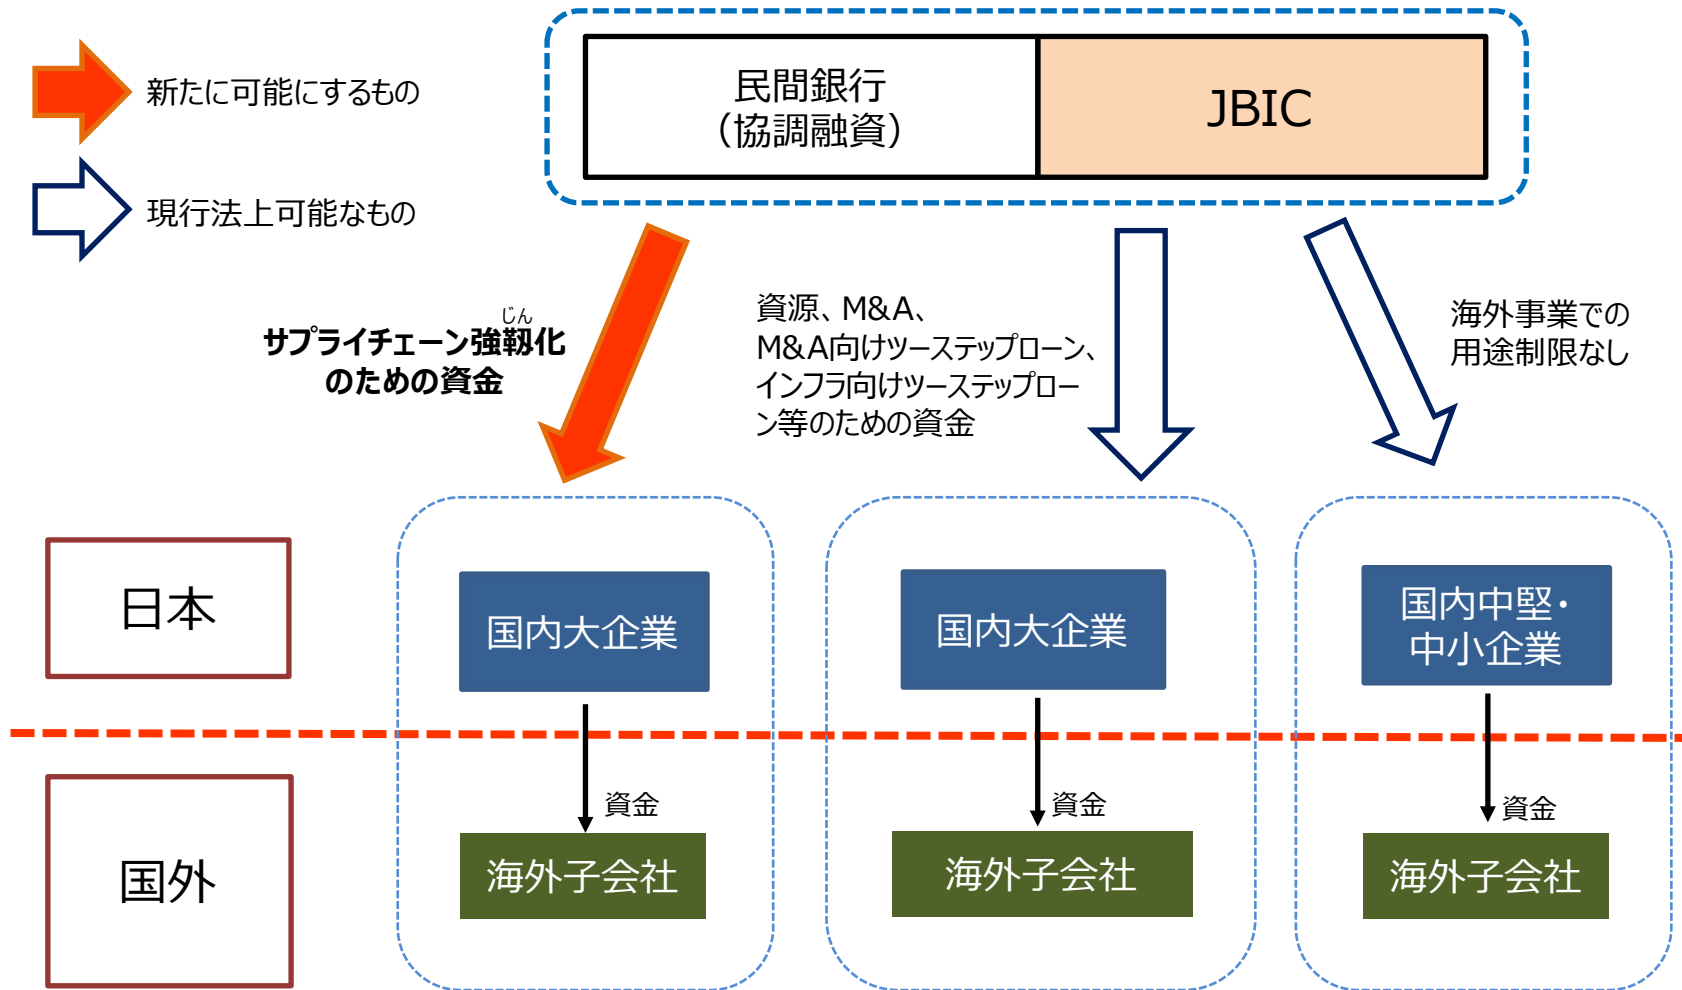 新たに可能にするもの
現行法上可能なもの
民間銀行
（協調融資）
JBIC
じん
サプライチェーン強靱化
のための資金
資源、M&A、
M&A向けツーステップローン、
インフラ向けツーステップロー
ン等のための資金
海外事業での
用途制限なし
日本
国内大企業
国内大企業
国内中堅・
中小企業
資金
資金
資金
国外
海外子会社
海外子会社
海外子会社